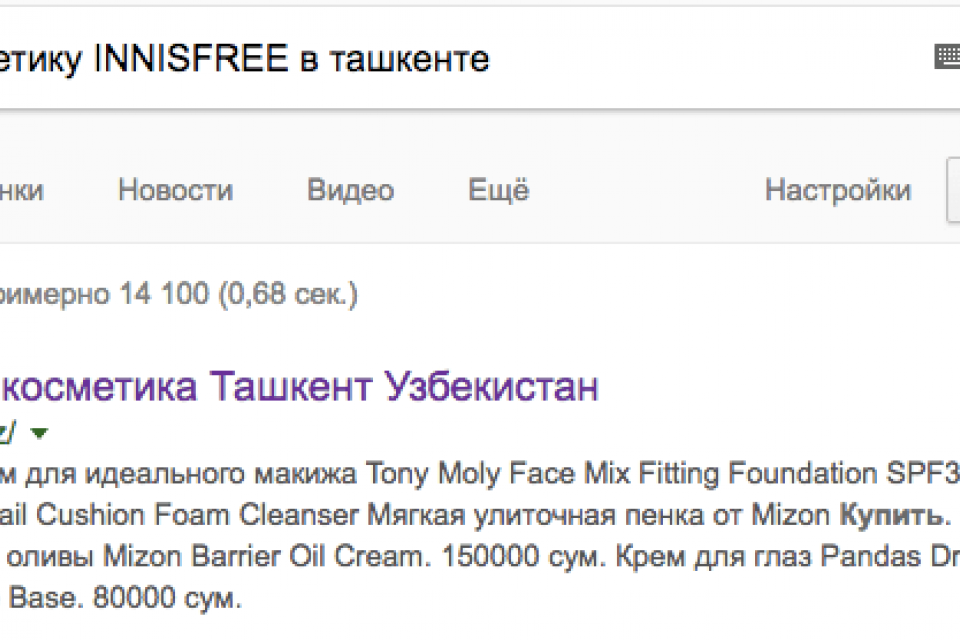 етику INNISFREE в ташкенте
нки Новости Видео Ещё Настройки
римерно 14 100 (0,68 сек.)
косметика Ташкент Узбекистан
z/
м для идеального макижа Tony Moly Face Mix Fitting Foundation SPF3
ail Cushion Foam Cleanser Мягкая улиточная пенка от Mizon Купить.
оливы Mizon Barrier Oil Cream. 150000 сум. Крем для глаз Pandas Dr
Base. 80000 сум.